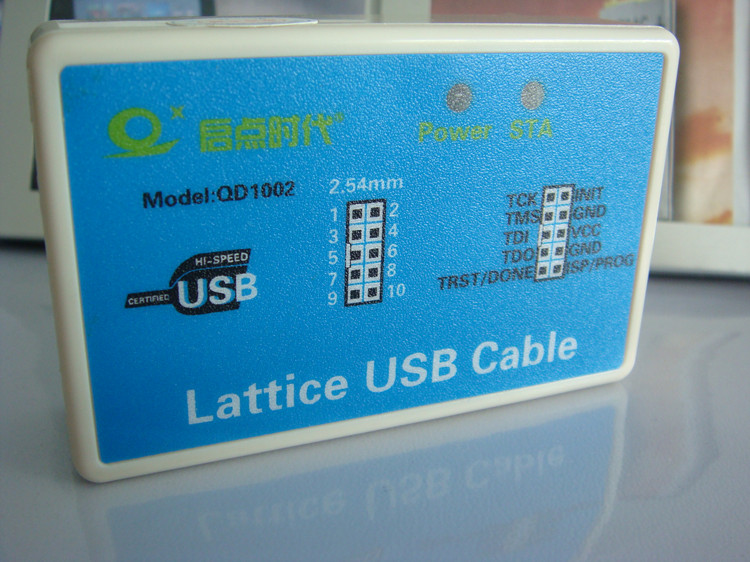 Qx 启点时代®
Power STA
Model:QD1002
2.54mm
1 2
3 4
5 6
7 8
9 10
TCK INIT
TMS GND
TDI VCC
TDO GND
TRST/DONE ISP/PROG
HI-SPEED
CERTIFIED USB
Lattice USB Cable